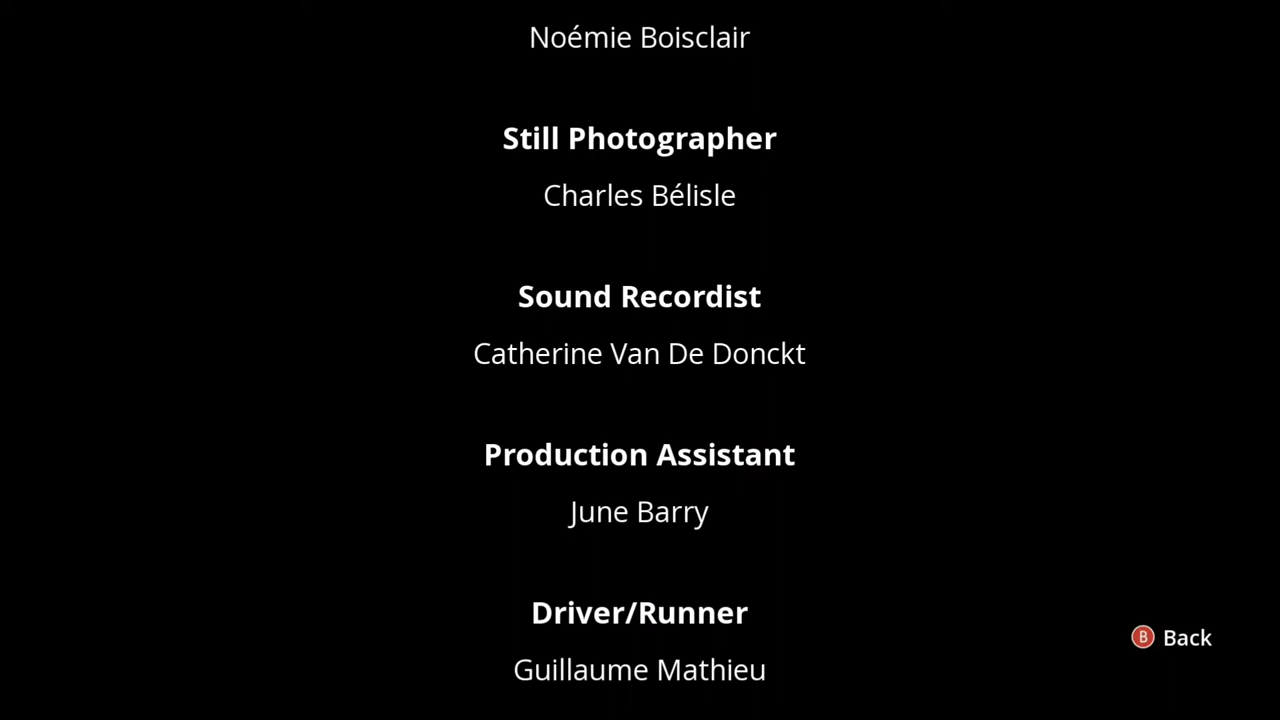 Noémie Boisclair
Still Photographer
Charles Bélisle
Sound Recordist
Catherine Van De Donckt
Production Assistant
June Barry
Driver/Runner
B Back
Guillaume Mathieu